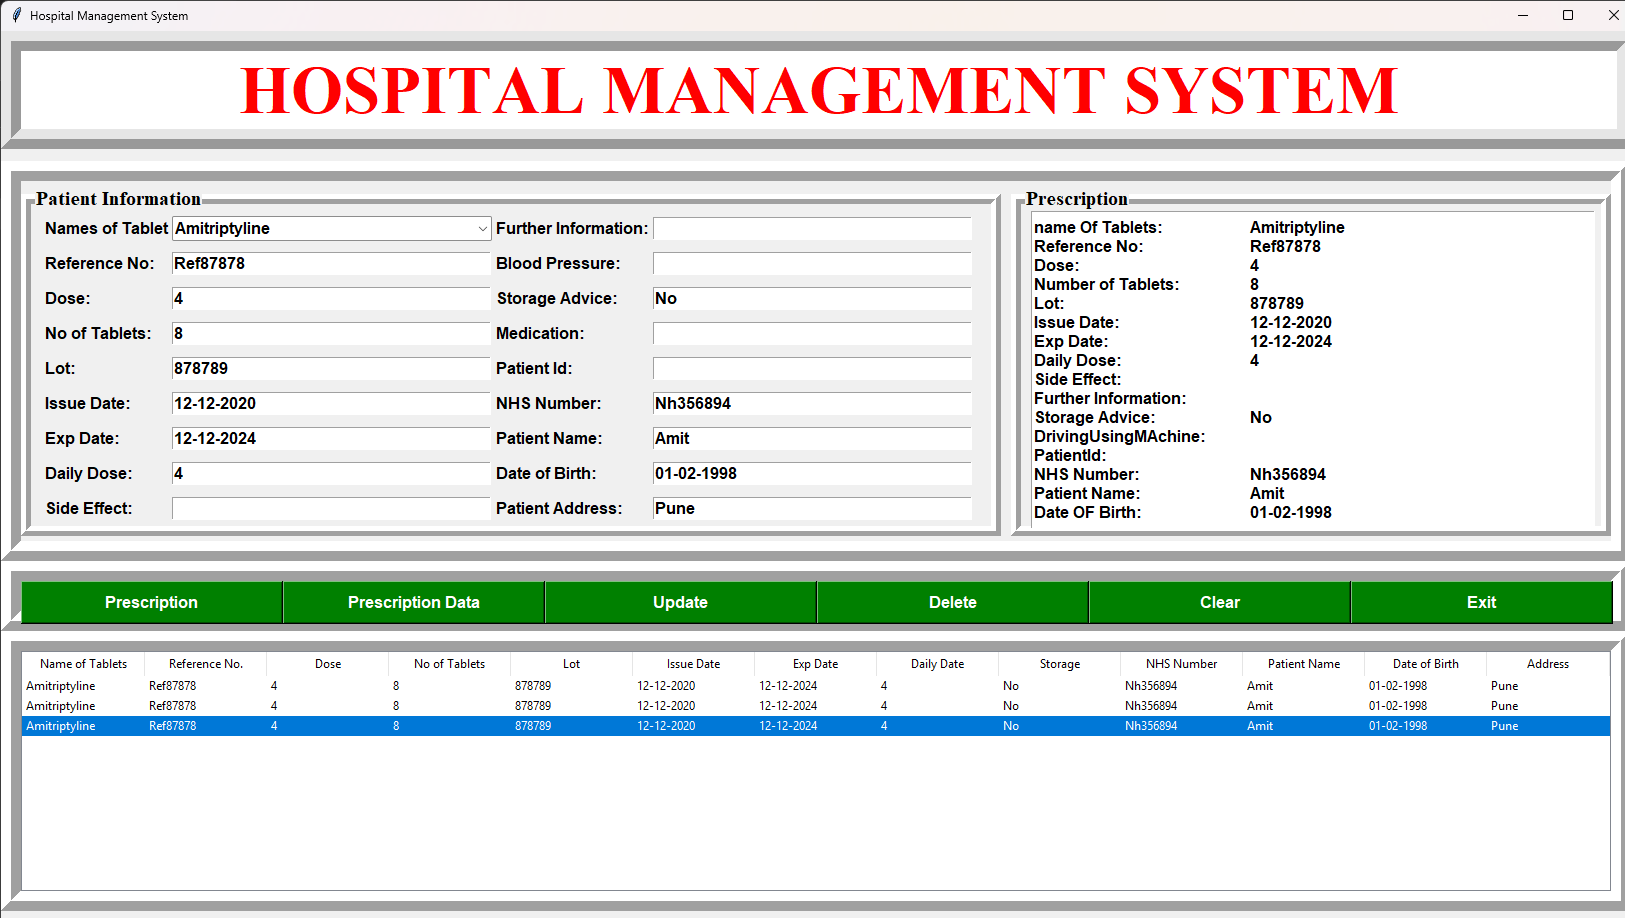 Hospital Management System
HOSPITAL MANAGEMENT SYSTEM
Patient Information
Names of Tablet Amitriptyline Further Information:
Reference No: Ref87878 Blood Pressure:
Dose: 4 Storage Advice: No
No of Tablets: 8 Medication:
Lot: 878789 Patient Id:
Issue Date: 12-12-2020 NHS Number: Nh356894
Exp Date: 12-12-2024 Patient Name: Amit
Daily Dose: 4 Date of Birth: 01-02-1998
Side Effect: Patient Address: Pune
Prescription
name Of Tablets: Amitriptyline
Reference No: Ref87878
Dose: 4
Number of Tablets: 8
Lot: 878789
Issue Date: 12-12-2020
Exp Date: 12-12-2024
Daily Dose: 4
Side Effect:
Further Information:
Storage Advice: No
DrivingUsingMAchine:
PatientId:
NHS Number: Nh356894
Patient Name: Amit
Date OF Birth: 01-02-1998
Prescription Prescription Data Update Delete Clear Exit
Name of Tablets Reference No. Dose No of Tablets Lot Issue Date Exp Date Daily Date Storage NHS Number Patient Name Date of Birth Address
Amitriptyline Ref87878 4 8 878789 12-12-2020 12-12-2024 4 No Nh356894 Amit 01-02-1998 Pune
Amitriptyline Ref87878 4 8 878789 12-12-2020 12-12-2024 4 No Nh356894 Amit 01-02-1998 Pune
Amitriptyline Ref87878 4 8 878789 12-12-2020 12-12-2024 4 No Nh356894 Amit 01-02-1998 Pune